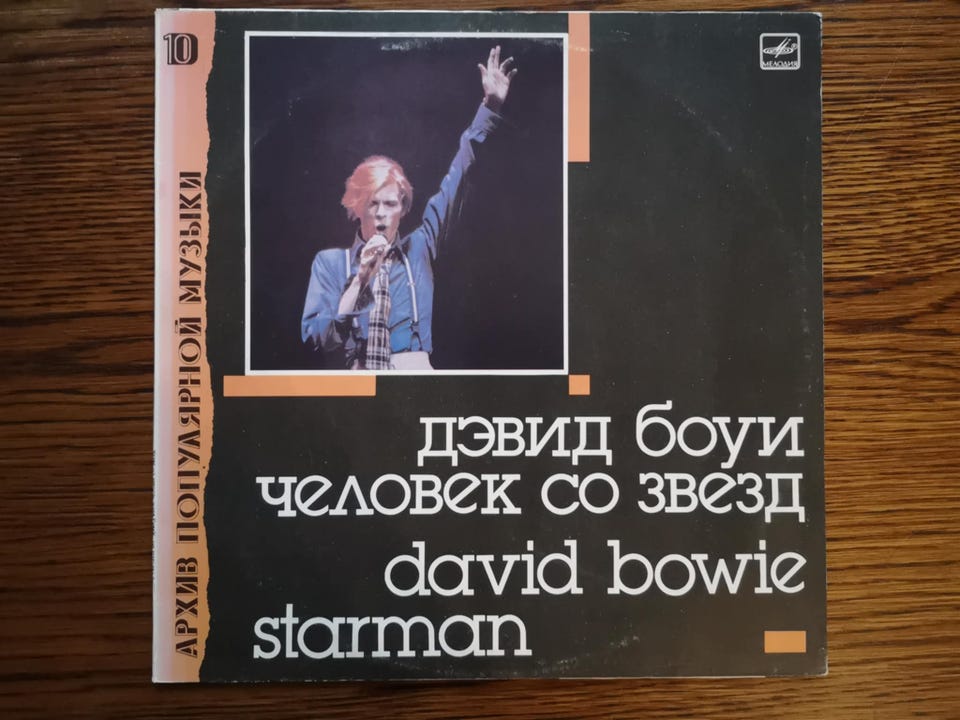 10
АРХИВ ПОПУЛЯРНОЙ МУЗЫКИ
МЕЛОДИЯ
дэвид боуи
человек со звезд
david bowie
starman